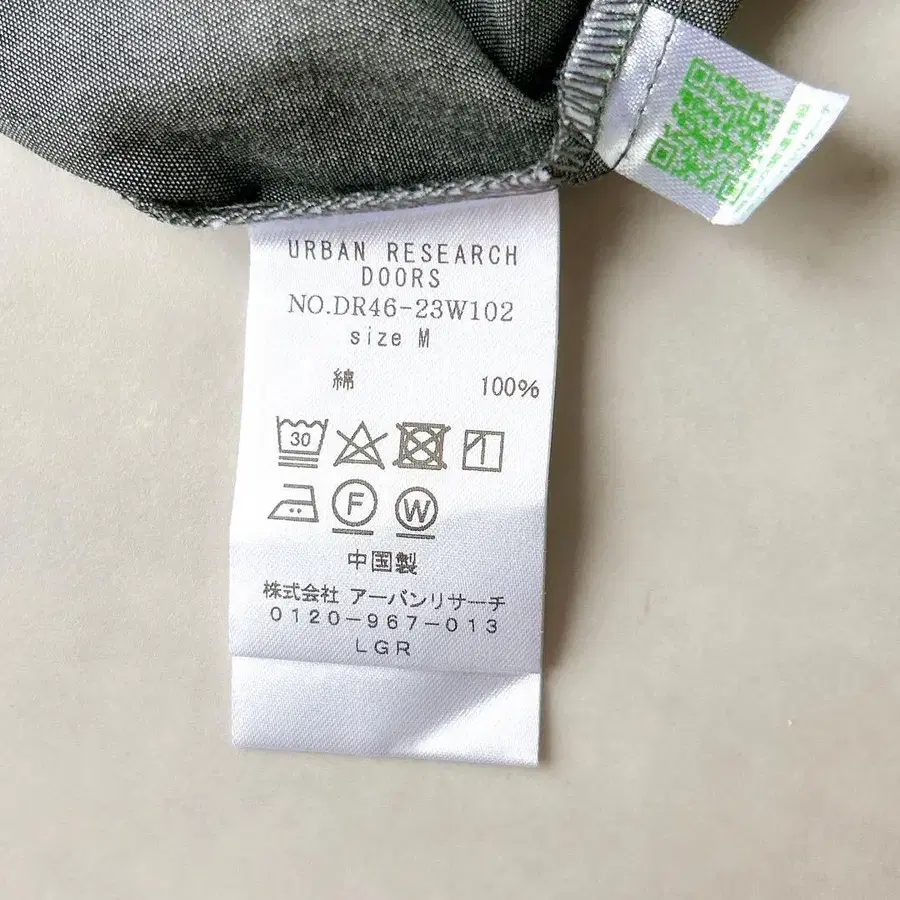 URBAN RESEARCH
DOORS
NO.DR46-23W102
size M
綿 100%
30
F W
中国製
株式会社 アーバンリサーチ
0120-967-013
LGR